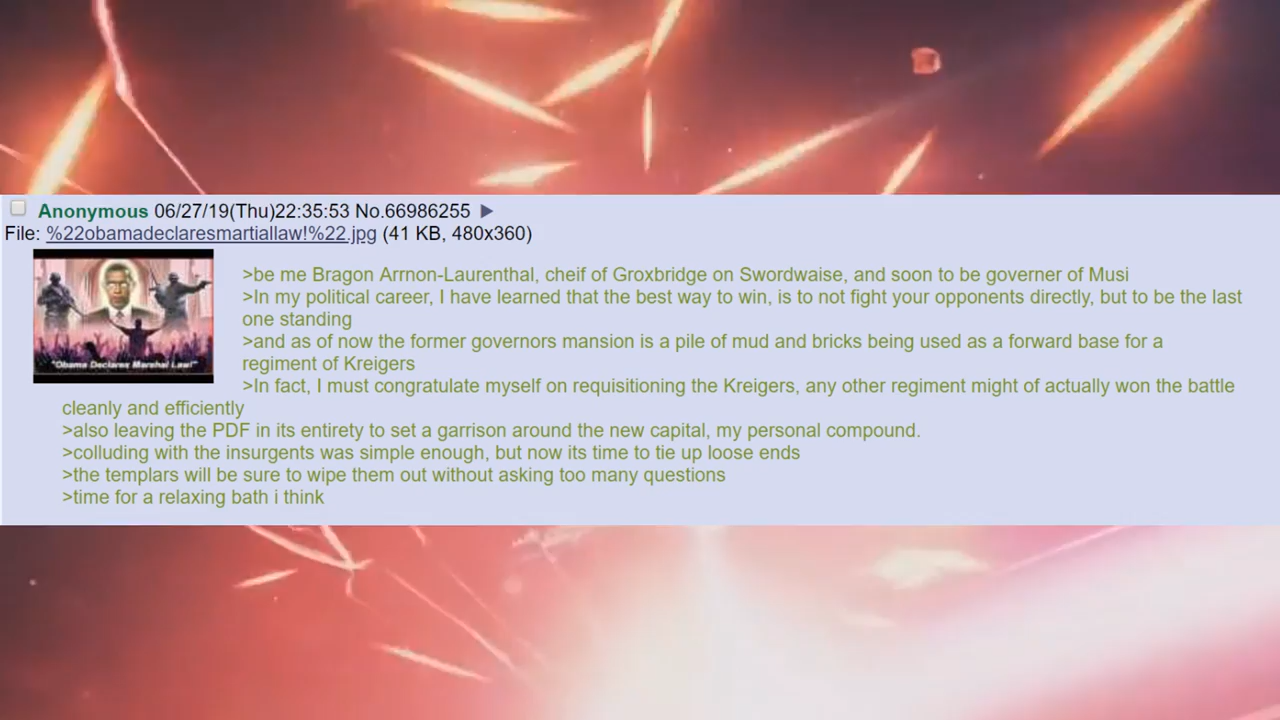 Anonymous 06/27/19(Thu)22:35:53 No.66986255 ▶
File: %22obamadeclaresmartiallaw!%22.jpg (41 KB, 480x360)
"Obama Declares Marshal Law!"
>be me Bragon Arrnon-Laurenthal, cheif of Groxbridge on Swordwaise, and soon to be governer of Musi
>In my political career, I have learned that the best way to win, is to not fight your opponents directly, but to be the last
one standing
>and as of now the former governors mansion is a pile of mud and bricks being used as a forward base for a
regiment of Kreigers
>In fact, I must congratulate myself on requisitioning the Kreigers, any other regiment might of actually won the battle
cleanly and efficiently
>also leaving the PDF in its entirety to set a garrison around the new capital, my personal compound.
>colluding with the insurgents was simple enough, but now its time to tie up loose ends
>the templars will be sure to wipe them out without asking too many questions
>time for a relaxing bath i think